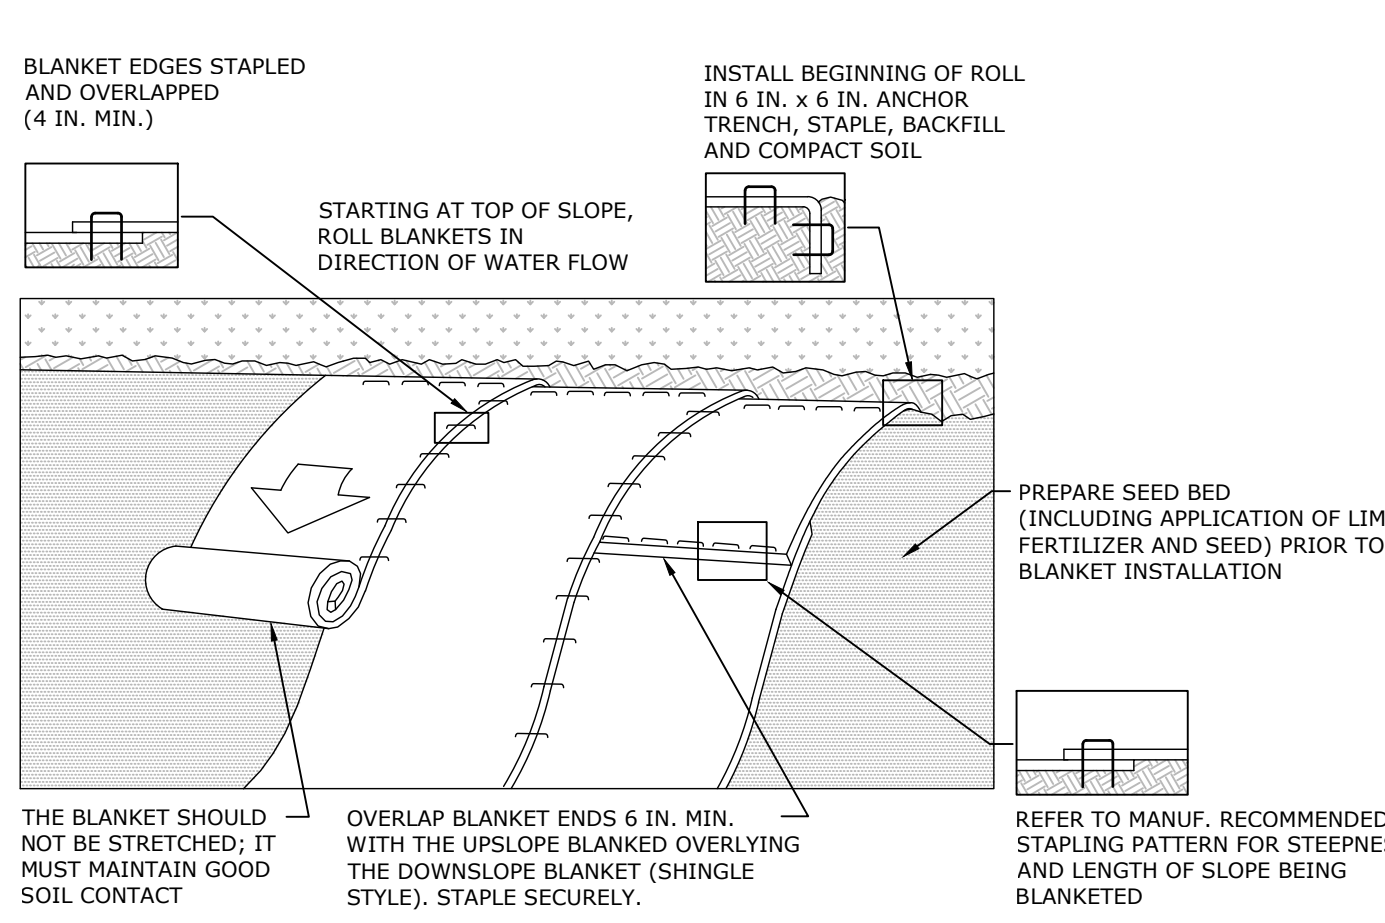 BLANKET EDGES STAPLED
AND OVERLAPPED
(4 IN. MIN.)
INSTALL BEGINNING OF ROLL
IN 6 IN. x 6 IN. ANCHOR
TRENCH, STAPLE, BACKFILL
AND COMPACT SOIL
STARTING AT TOP OF SLOPE,
ROLL BLANKETS IN
DIRECTION OF WATER FLOW
PREPARE SEED BED
(INCLUDING APPLICATION OF LIM
FERTILIZER AND SEED) PRIOR TO
BLANKET INSTALLATION
THE BLANKET SHOULD
NOT BE STRETCHED; IT
MUST MAINTAIN GOOD
SOIL CONTACT
OVERLAP BLANKET ENDS 6 IN. MIN.
WITH THE UPSLOPE BLANKED OVERLYING
THE DOWNSLOPE BLANKET (SHINGLE
STYLE). STAPLE SECURELY.
REFER TO MANUF. RECOMMENDED
STAPLING PATTERN FOR STEEPNES
AND LENGTH OF SLOPE BEING
BLANKETED